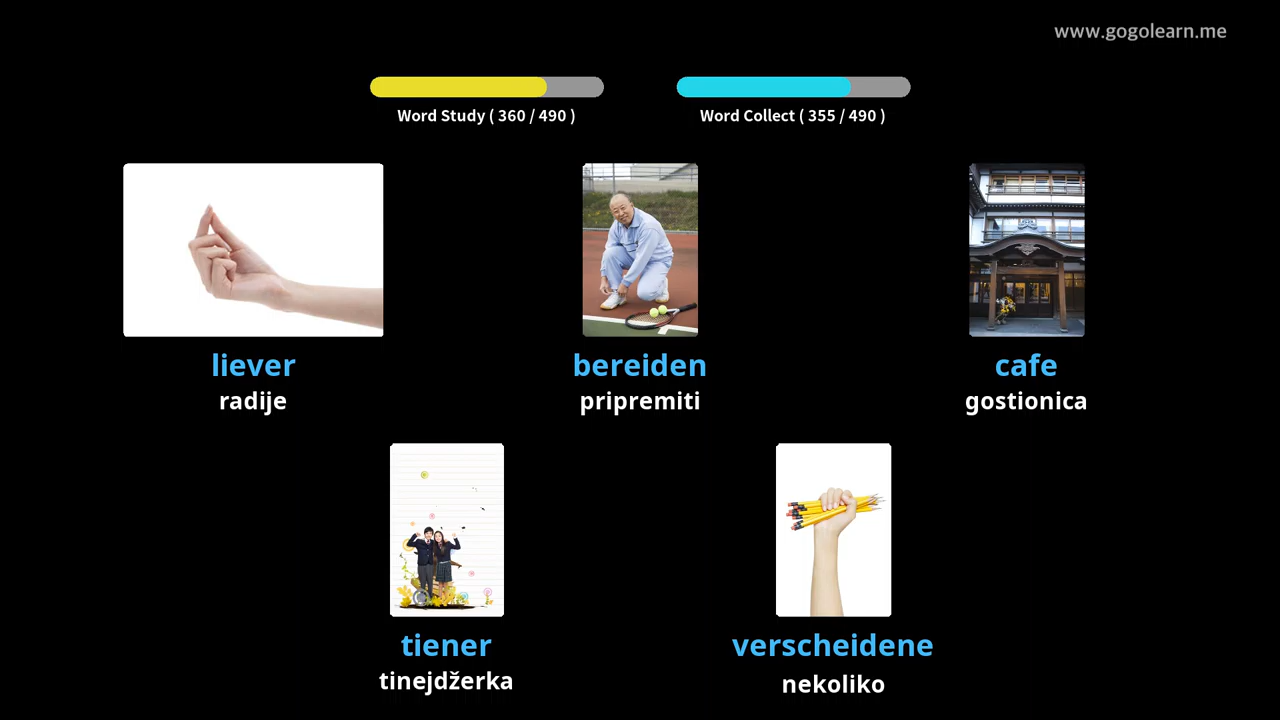 www.gogolearn.me
Word Study ( 360 / 490 )
Word Collect ( 355 / 490 )
liever
radije
bereiden
pripremiti
cafe
gostionica
tiener
tinejdžerka
verscheidene
nekoliko